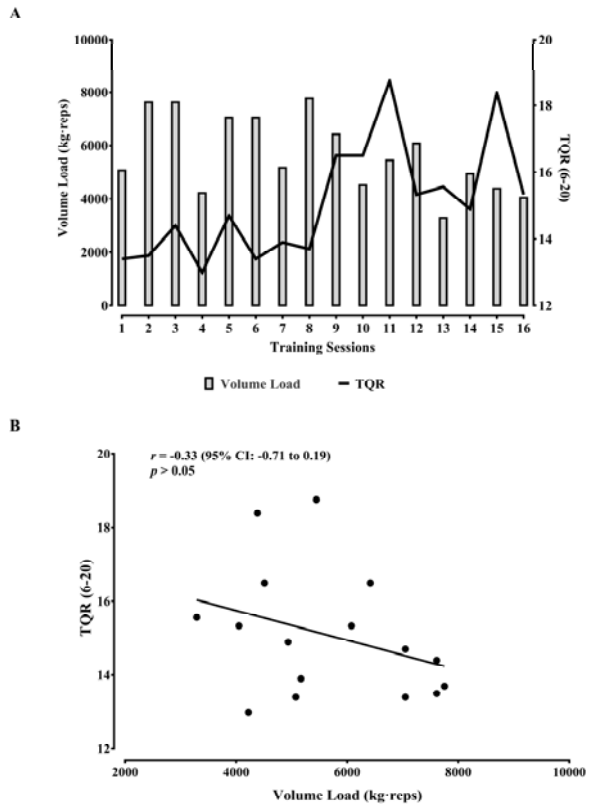 A
10000
8000
6000
4000
2000
0
Volume Load (kg·reps)
20
18
16
14
12
TQR (6-20)
1 2 3 4 5 6 7 8 9 10 11 12 13 14 15 16
Training Sessions
Volume Load TQR
B
r = -0.33 (95% CI: -0.71 to 0.19)
p > 0.05
20
18
16
14
12
TQR (6-20)
2000 4000 6000 8000 10000
Volume Load (kg·reps)